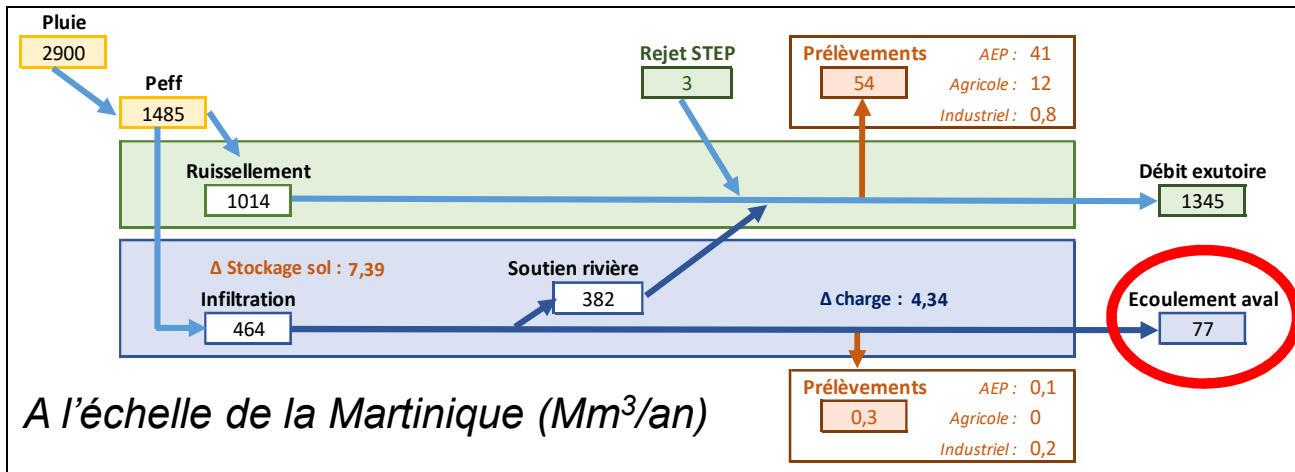 Pluie
2900
Peff
1485
Rejet STEP
3
Prélèvements
54
AEP : 41
Agricole : 12
Industriel : 0,8
Ruissellement
1014
Débit exutoire
1345
Δ Stockage sol : 7,39
Infiltration
464
Soutien rivière
382
Δ charge : 4,34
Ecoulement aval
77
Prélèvements
0,3
AEP : 0,1
Agricole : 0
Industriel : 0,2
A l'échelle de la Martinique (Mm³/an)